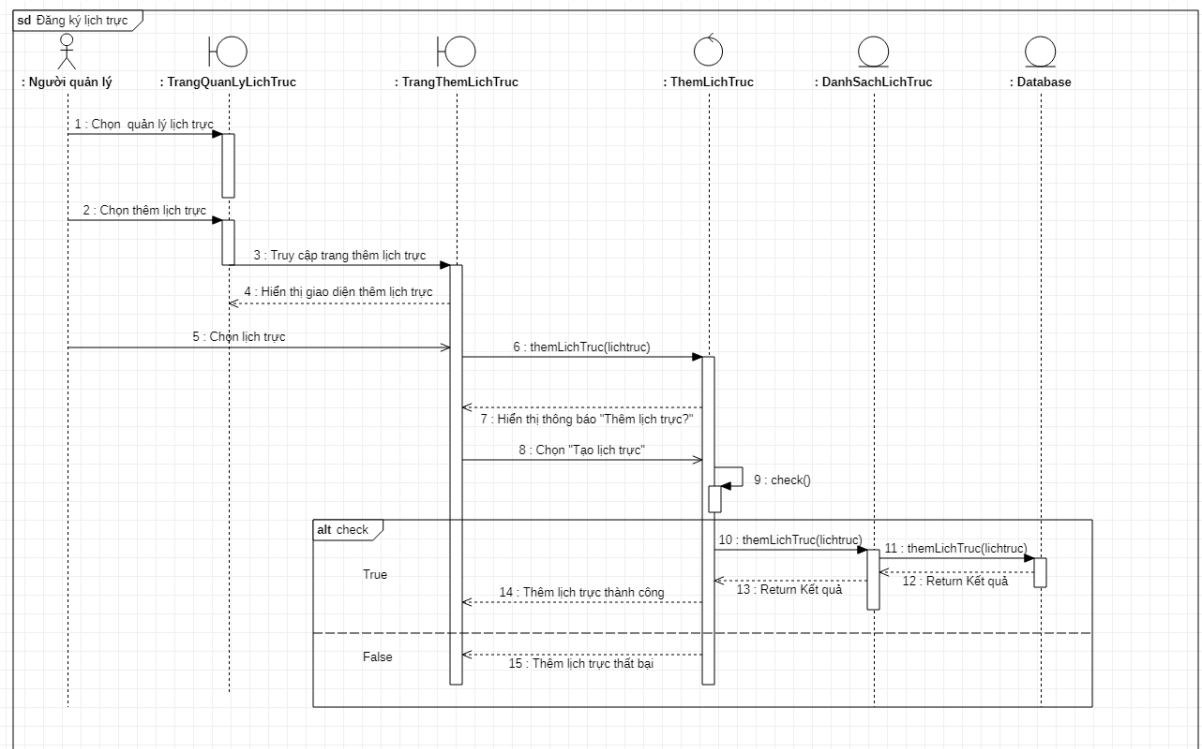 sd Đăng ký lịch trực
: Người quản lý
: TrangQuanLyLichTruc
: TrangThemLichTruc
: ThemLichTruc
: DanhSachLichTruc
: Database
1 : Chọn  quản lý lịch trực
2 : Chọn thêm lịch trực
3 : Truy cập trang thêm lịch trực
4 : Hiển thị giao diện thêm lịch trực
5 : Chọn lịch trực
6 : themLichTruc(lichtruc)
7 : Hiển thị thông báo "Thêm lịch trực?"
8 : Chọn "Tạo lịch trực"
9 : check()
alt check
10 : themLichTruc(lichtruc)
11 : themLichTruc(lichtruc)
True
12 : Return Kết quả
13 : Return Kết quả
14 : Thêm lịch trực thành công
False
15 : Thêm lịch trực thất bại